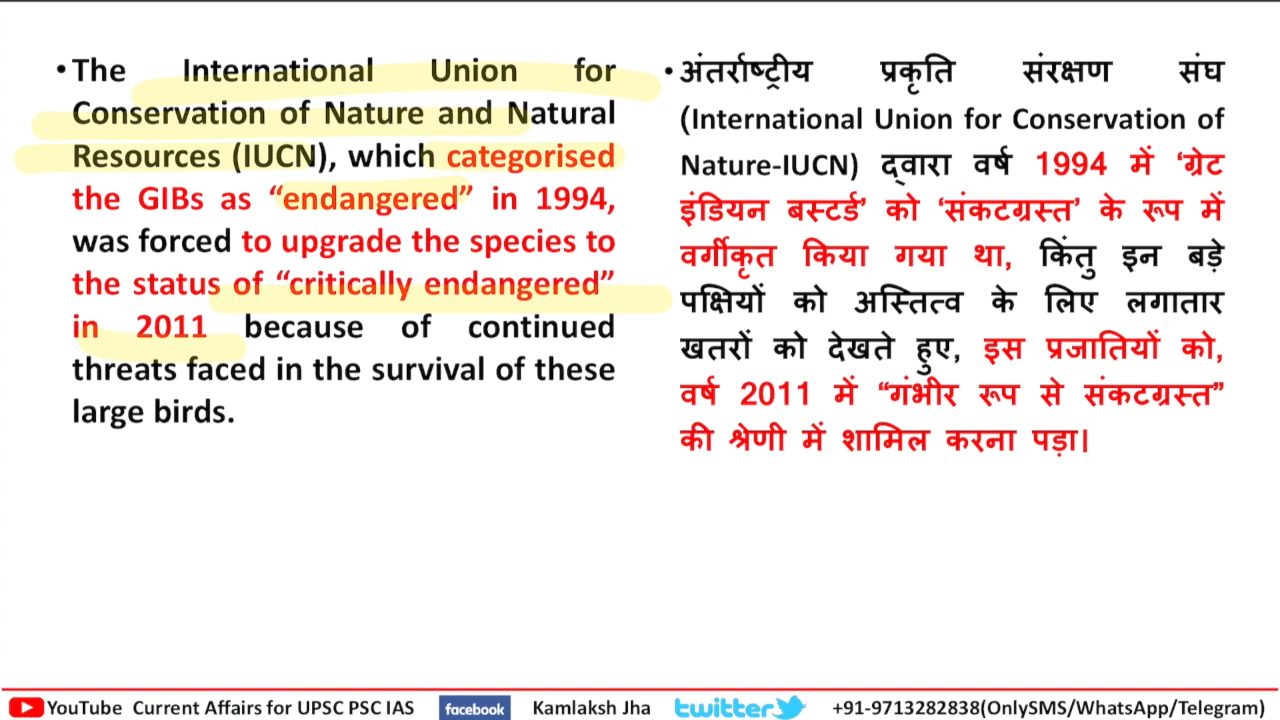 •The International Union for
Conservation of Nature and Natural
Resources (IUCN), which categorised
the GIBs as “endangered” in 1994,
was forced to upgrade the species to
the status of “critically endangered”
in 2011 because of continued
threats faced in the survival of these
large birds.
•अंतर्राष्ट्रीय प्रकृति संरक्षण संघ
(International Union for Conservation of
Nature-IUCN) द्वारा वर्ष 1994 में ‘ग्रेट
इंडियन बस्टर्ड’ को ‘संकटग्रस्त’ के रूप में
वर्गीकृत किया गया था, किंतु इन बड़े
पक्षियों को अस्तित्व के लिए लगातार
खतरों को देखते हुए, इस प्रजातियों को,
वर्ष 2011 में “गंभीर रूप से संकटग्रस्त”
की श्रेणी में शामिल करना पड़ा।
YouTube Current Affairs for UPSC PSC IAS facebook Kamlaksh Jha twitter +91-9713282838(OnlySMS/WhatsApp/Telegram)